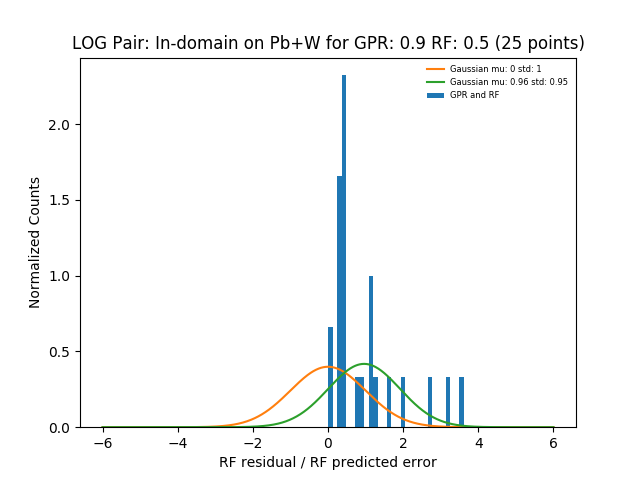 LOG Pair: In-domain on Pb+W for GPR: 0.9 RF: 0.5 (25 points)
Gaussian mu: 0 std: 1
Gaussian mu: 0.96 std: 0.95
GPR and RF
Normalized Counts
2.0
1.5
1.0
0.5
0.0
−6 −4 −2 0 2 4 6
RF residual / RF predicted error